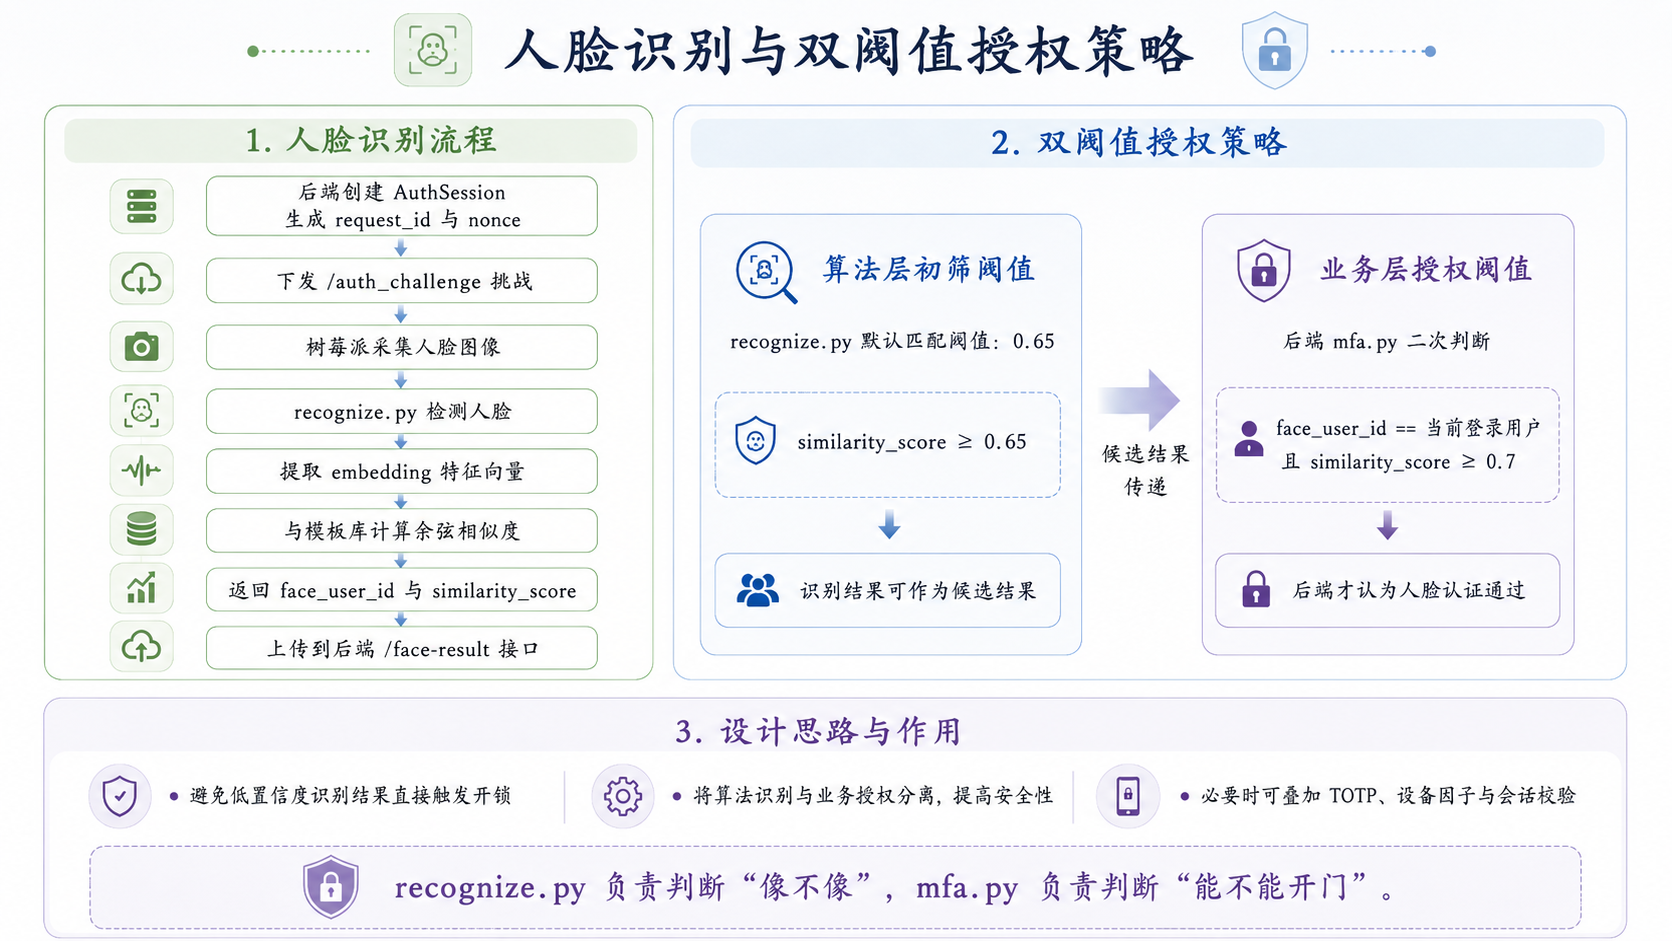 人脸识别与双阈值授权策略
1. 人脸识别流程
后端创建 AuthSession
生成 request_id 与 nonce
下发 /auth_challenge 挑战
树莓派采集人脸图像
recognize.py 检测人脸
提取 embedding 特征向量
与模板库计算余弦相似度
返回 face_user_id 与 similarity_score
上传到后端 /face-result 接口
2. 双阈值授权策略
算法层初筛阈值
recognize.py 默认匹配阈值: 0.65
similarity_score ≥ 0.65
识别结果可作为候选结果
候选结果
传递
业务层授权阈值
后端 mfa.py 二次判断
face_user_id == 当前登录用户
且 similarity_score ≥ 0.7
后端才认为人脸认证通过
3. 设计思路与作用
• 避免低置信度识别结果直接触发开锁
• 将算法识别与业务授权分离, 提高安全性
• 必要时可叠加 TOTP、设备因子与会话校验
recognize.py 负责判断“像不像”, mfa.py 负责判断“能不能开门”。